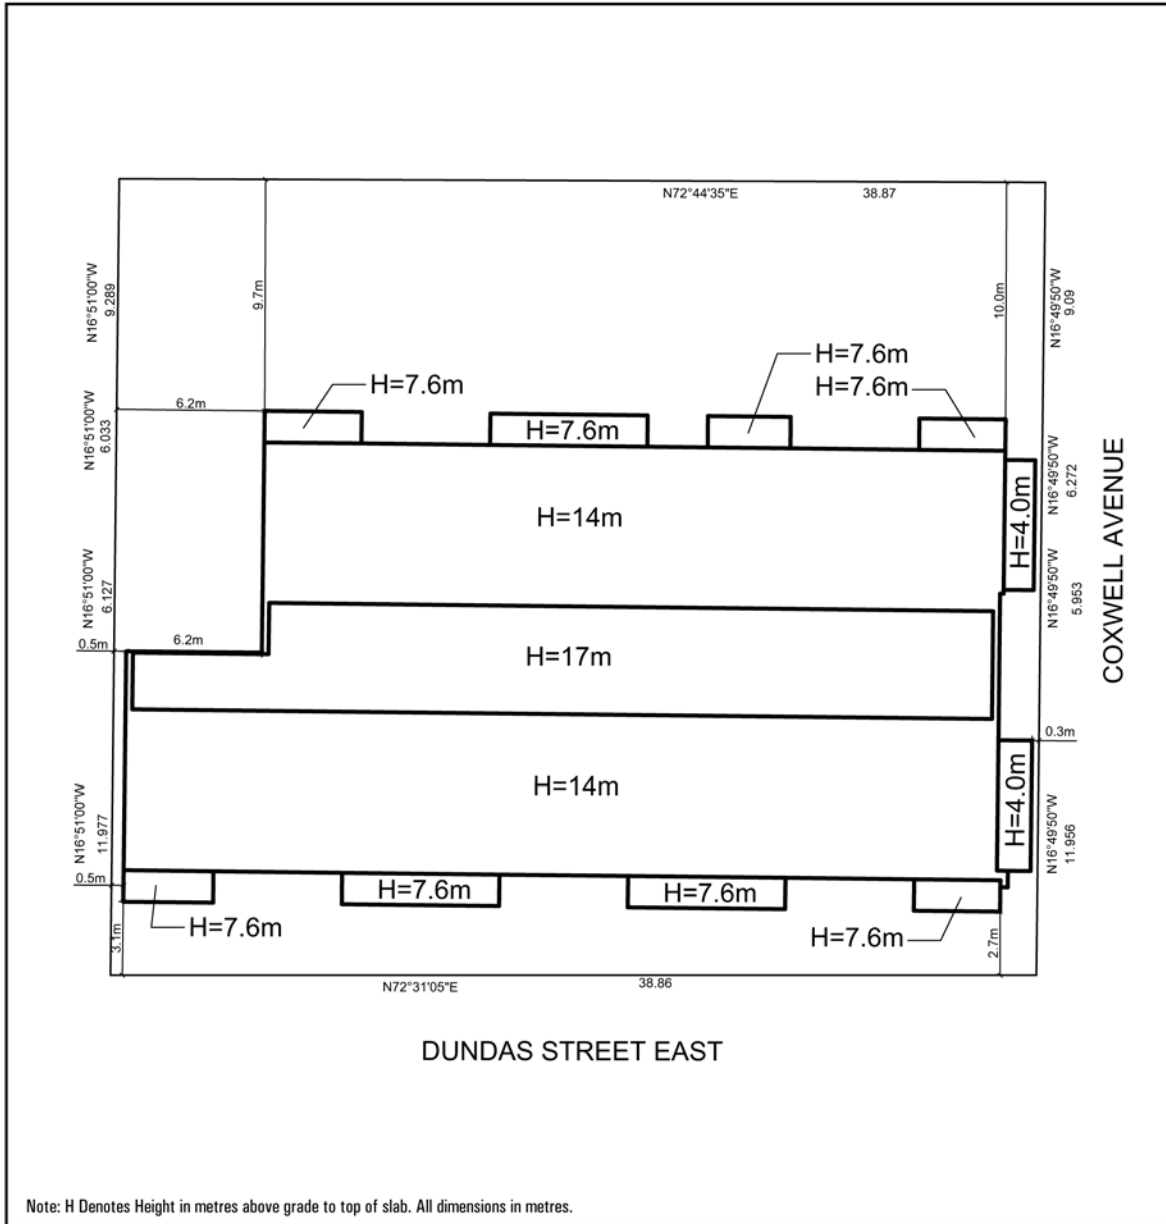 N72°44'35"E 38.87
N16°51'00"W
9.289
9.7m
10.0m
N16°49'50"W
9.09
H=7.6m
H=7.6m
H=7.6m
6.2m
H=7.6m
N16°51'00"W
6.033
N16°49'50"W
6.272
H=14m
H=4.0m
COXWELL AVENUE
N16°51'00"W
6.127
N16°49'50"W
5.953
0.5m
6.2m
H=17m
0.3m
H=14m
H=4.0m
N16°51'00"W
11.977
N16°49'50"W
11.956
0.5m
H=7.6m
H=7.6m
H=7.6m
H=7.6m
3.1m
2.7m
N72°31'05"E 38.86
DUNDAS STREET EAST
Note: H Denotes Height in metres above grade to top of slab. All dimensions in metres.